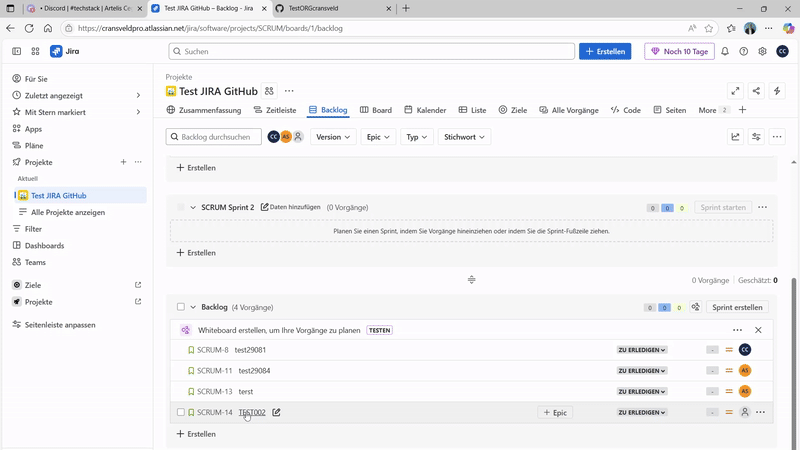 Discord | #techstack | Artelis Cer
Test JIRA GitHub – Backlog - Jira
TestORGcransveld
https://cransveldpro.atlassian.net/jira/software/projects/SCRUM/boards/1/backlog
Jira
Suchen
+ Erstellen
Noch 10 Tage
CC
Für Sie
Zuletzt angezeigt
Mit Stern markiert
Apps
Pläne
Projekte
Aktuell
Test JIRA GitHub
Alle Projekte anzeigen
Filter
Dashboards
Teams
Ziele
Projekte
Seitenleiste anpassen
Projekte
Test JIRA GitHub
Zusammenfassung
Zeitleiste
Backlog
Board
Kalender
Liste
Ziele
Alle Vorgänge
Code
Seiten
More 2
Backlog durchsuchen
CC AS
Version
Epic
Typ
Stichwort
+ Erstellen
SCRUM Sprint 2 Daten hinzufügen (0 Vorgänge) 0 0 0 Sprint starten
Planen Sie einen Sprint, indem Sie Vorgänge hineinziehen oder indem Sie die Sprint-Fußzeile ziehen.
+ Erstellen
0 Vorgänge Geschätzt: 0
Backlog (4 Vorgänge) 0 0 0 Sprint erstellen
Whiteboard erstellen, um Ihre Vorgänge zu planen TESTEN
SCRUM-8 test29081 ZU ERLEDIGEN - CC
SCRUM-11 test29084 ZU ERLEDIGEN - AS
SCRUM-13 terst ZU ERLEDIGEN - AS
SCRUM-14 TEST002 + Epic ZU ERLEDIGEN -
+ Erstellen